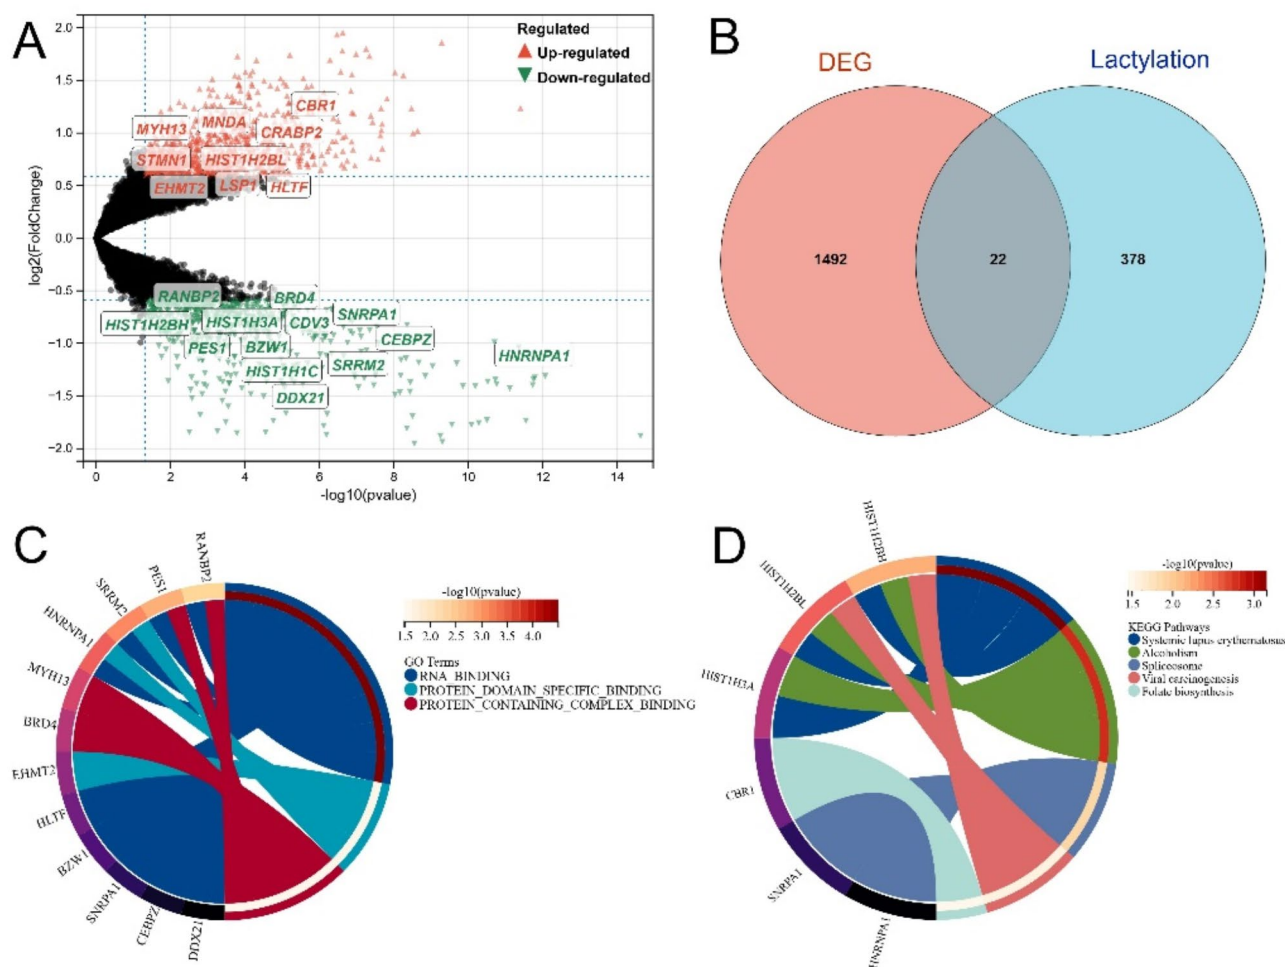 A
log2(FoldChange)
2.0
1.5
1.0
0.5
0.0
−0.5
−1.0
−1.5
−2.0
Regulated
Up-regulated
Down-regulated
CBR1
MNDA
MYH13
CRABP2
STMN1
HIST1H2BL
EHMT2
LSP1
HLTF
RANBP2
BRD4
SNRPA1
HIST1H2BH
HIST1H3A
CDV3
CEBPZ
PES1
BZW1
HNRNPA1
SRRM2
HIST1H1C
DDX21
0 2 4 6 8 10 12 14
-log10(pvalue)
B
DEG
Lactylation
1492
22
378
C
RANBP2
PES1
SRRM2
HNRNPA1
MYH13
BRD4
EHMT2
HLTF
BZW1
SNRPA1
CEBPZ
DDX21
-log10(pvalue)
1.5 2.0 2.5 3.0 3.5 4.0
GO Terms
RNA_BINDING
PROTEIN_DOMAIN_SPECIFIC_BINDING
PROTEIN_CONTAINING_COMPLEX_BINDING
D
HIST1H2BH
HIST1H2BL
HIST1H3A
CBR1
SNRPA1
HNRNPA1
-log10(pvalue)
1.5 2.0 2.5 3.0
KEGG Pathways
Systemic lupus erythematosus
Alcoholism
Spliceosome
Viral carcinogenesis
Folate biosynthesis